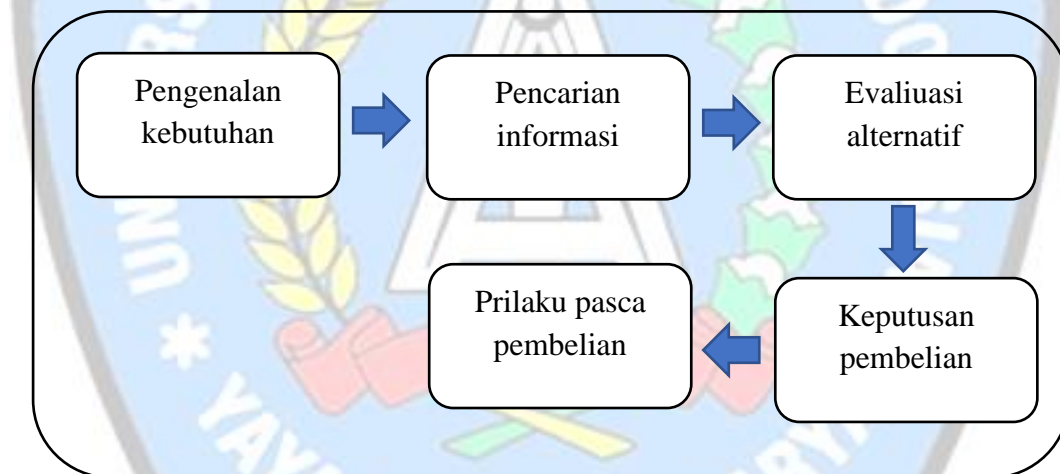 Pengenalan
kebutuhan
Pencarian
informasi
Evaliuasi
alternatif
Keputusan
pembelian
Prilaku pasca
pembelian